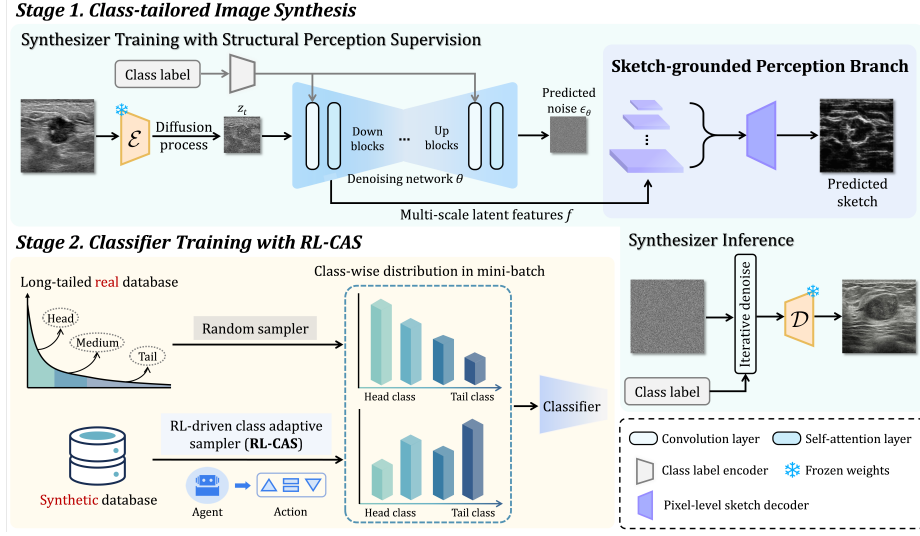 Stage 1. Class-tailored Image Synthesis
Synthesizer Training with Structural Perception Supervision
Class label
ℰ
Diffusion
process
z_t
Down
blocks
...
Up
blocks
Denoising network θ
Predicted
noise ϵ_θ
Multi-scale latent features f
Sketch-grounded Perception Branch
Predicted
sketch
Stage 2. Classifier Training with RL-CAS
Long-tailed real database
Head
Medium
Tail
Random sampler
Synthetic database
RL-driven class adaptive
sampler (RL-CAS)
Agent
Action
Class-wise distribution in mini-batch
Head class
Tail class
Head class
Tail class
Classifier
Synthesizer Inference
Iterative denoise
𝒟
Class label
Convolution layer
Self-attention layer
Class label encoder
Frozen weights
Pixel-level sketch decoder